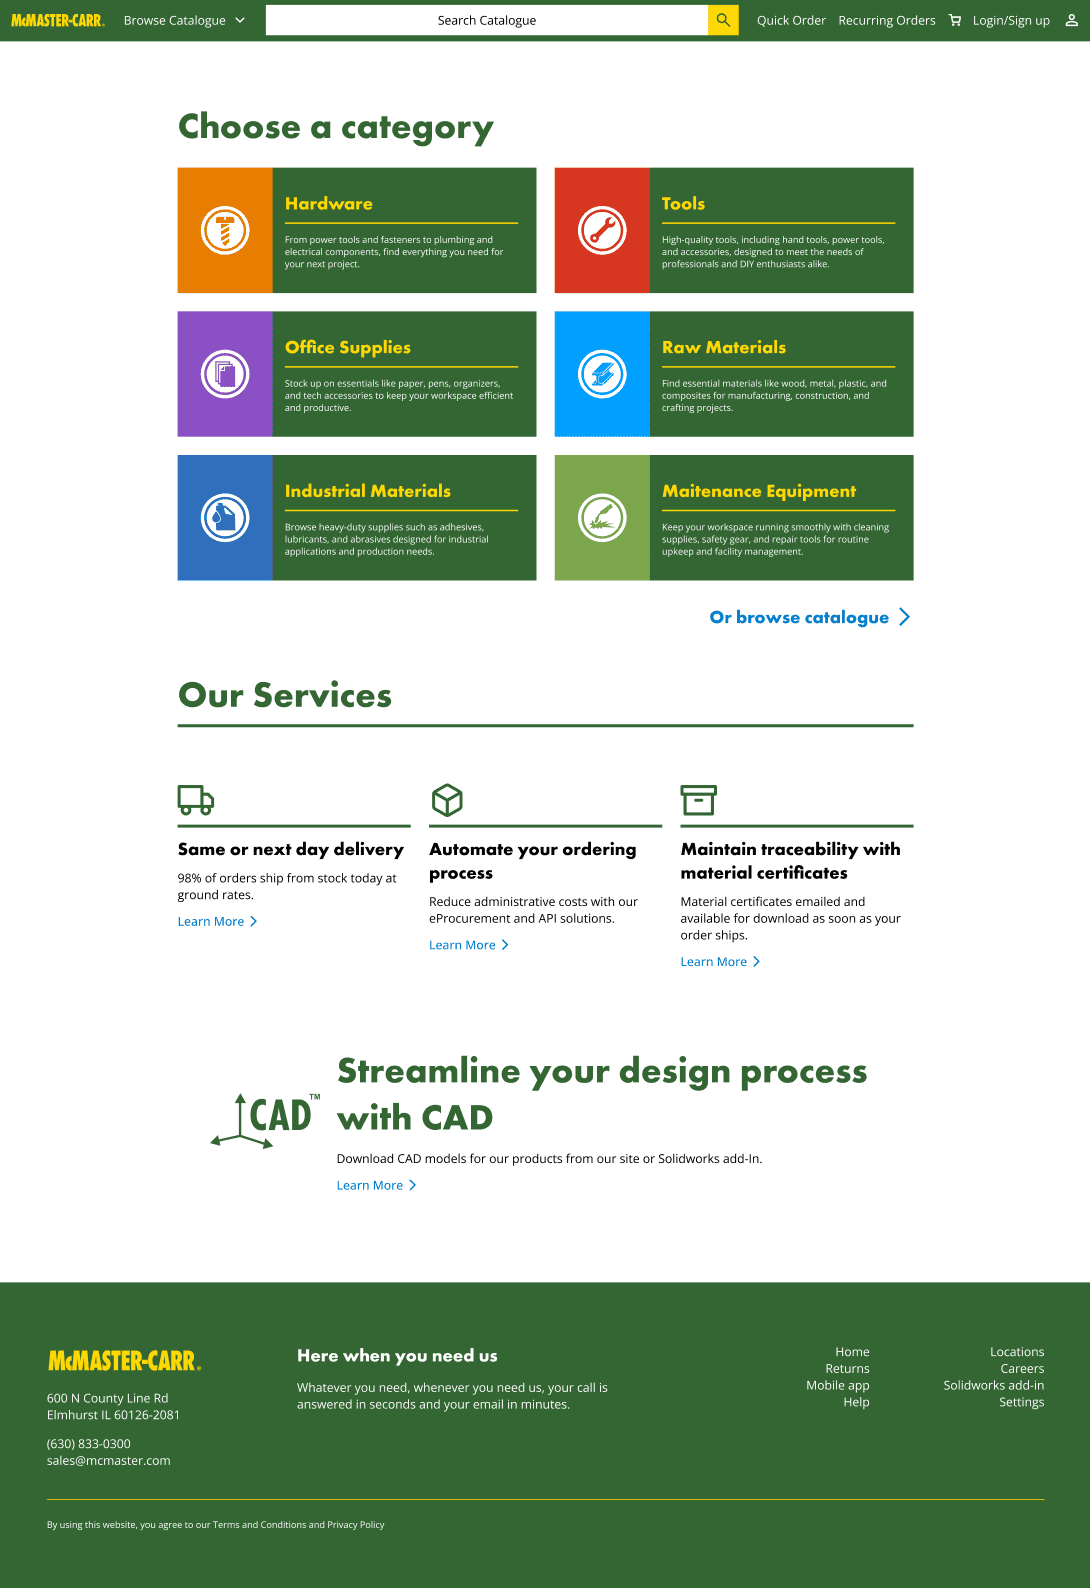 McMASTER-CARR®
Browse Catalogue
Search Catalogue
Quick Order
Recurring Orders
Login/Sign up
Choose a category
Hardware
From power tools and fasteners to plumbing and
electrical components, find everything you need for
your next project.
Tools
High-quality tools, including hand tools, power tools,
and accessories, designed to meet the needs of
professionals and DIY enthusiasts alike.
Office Supplies
Stock up on essentials like paper, pens, organizers,
and tech accessories to keep your workspace efficient
and productive.
Raw Materials
Find essential materials like wood, metal, plastic, and
composites for manufacturing, construction, and
crafting projects.
Industrial Materials
Browse heavy-duty supplies such as adhesives,
lubricants, and abrasives designed for industrial
applications and production needs.
Maitenance Equipment
Keep your workspace running smoothly with cleaning
supplies, safety gear, and repair tools for routine
upkeep and facility management.
Or browse catalogue
Our Services
Same or next day delivery
98% of orders ship from stock today at
ground rates.
Learn More
Automate your ordering
process
Reduce administrative costs with our
eProcurement and API solutions.
Learn More
Maintain traceability with
material certificates
Material certificates emailed and
available for download as soon as your
order ships.
Learn More
CAD™
Streamline your design process
with CAD
Download CAD models for our products from our site or Solidworks add-In.
Learn More
McMASTER-CARR®
600 N County Line Rd
Elmhurst IL 60126-2081
(630) 833-0300
sales@mcmaster.com
Here when you need us
Whatever you need, whenever you need us, your call is
answered in seconds and your email in minutes.
Home
Returns
Mobile app
Help
Locations
Careers
Solidworks add-in
Settings
By using this website, you agree to our Terms and Conditions and Privacy Policy